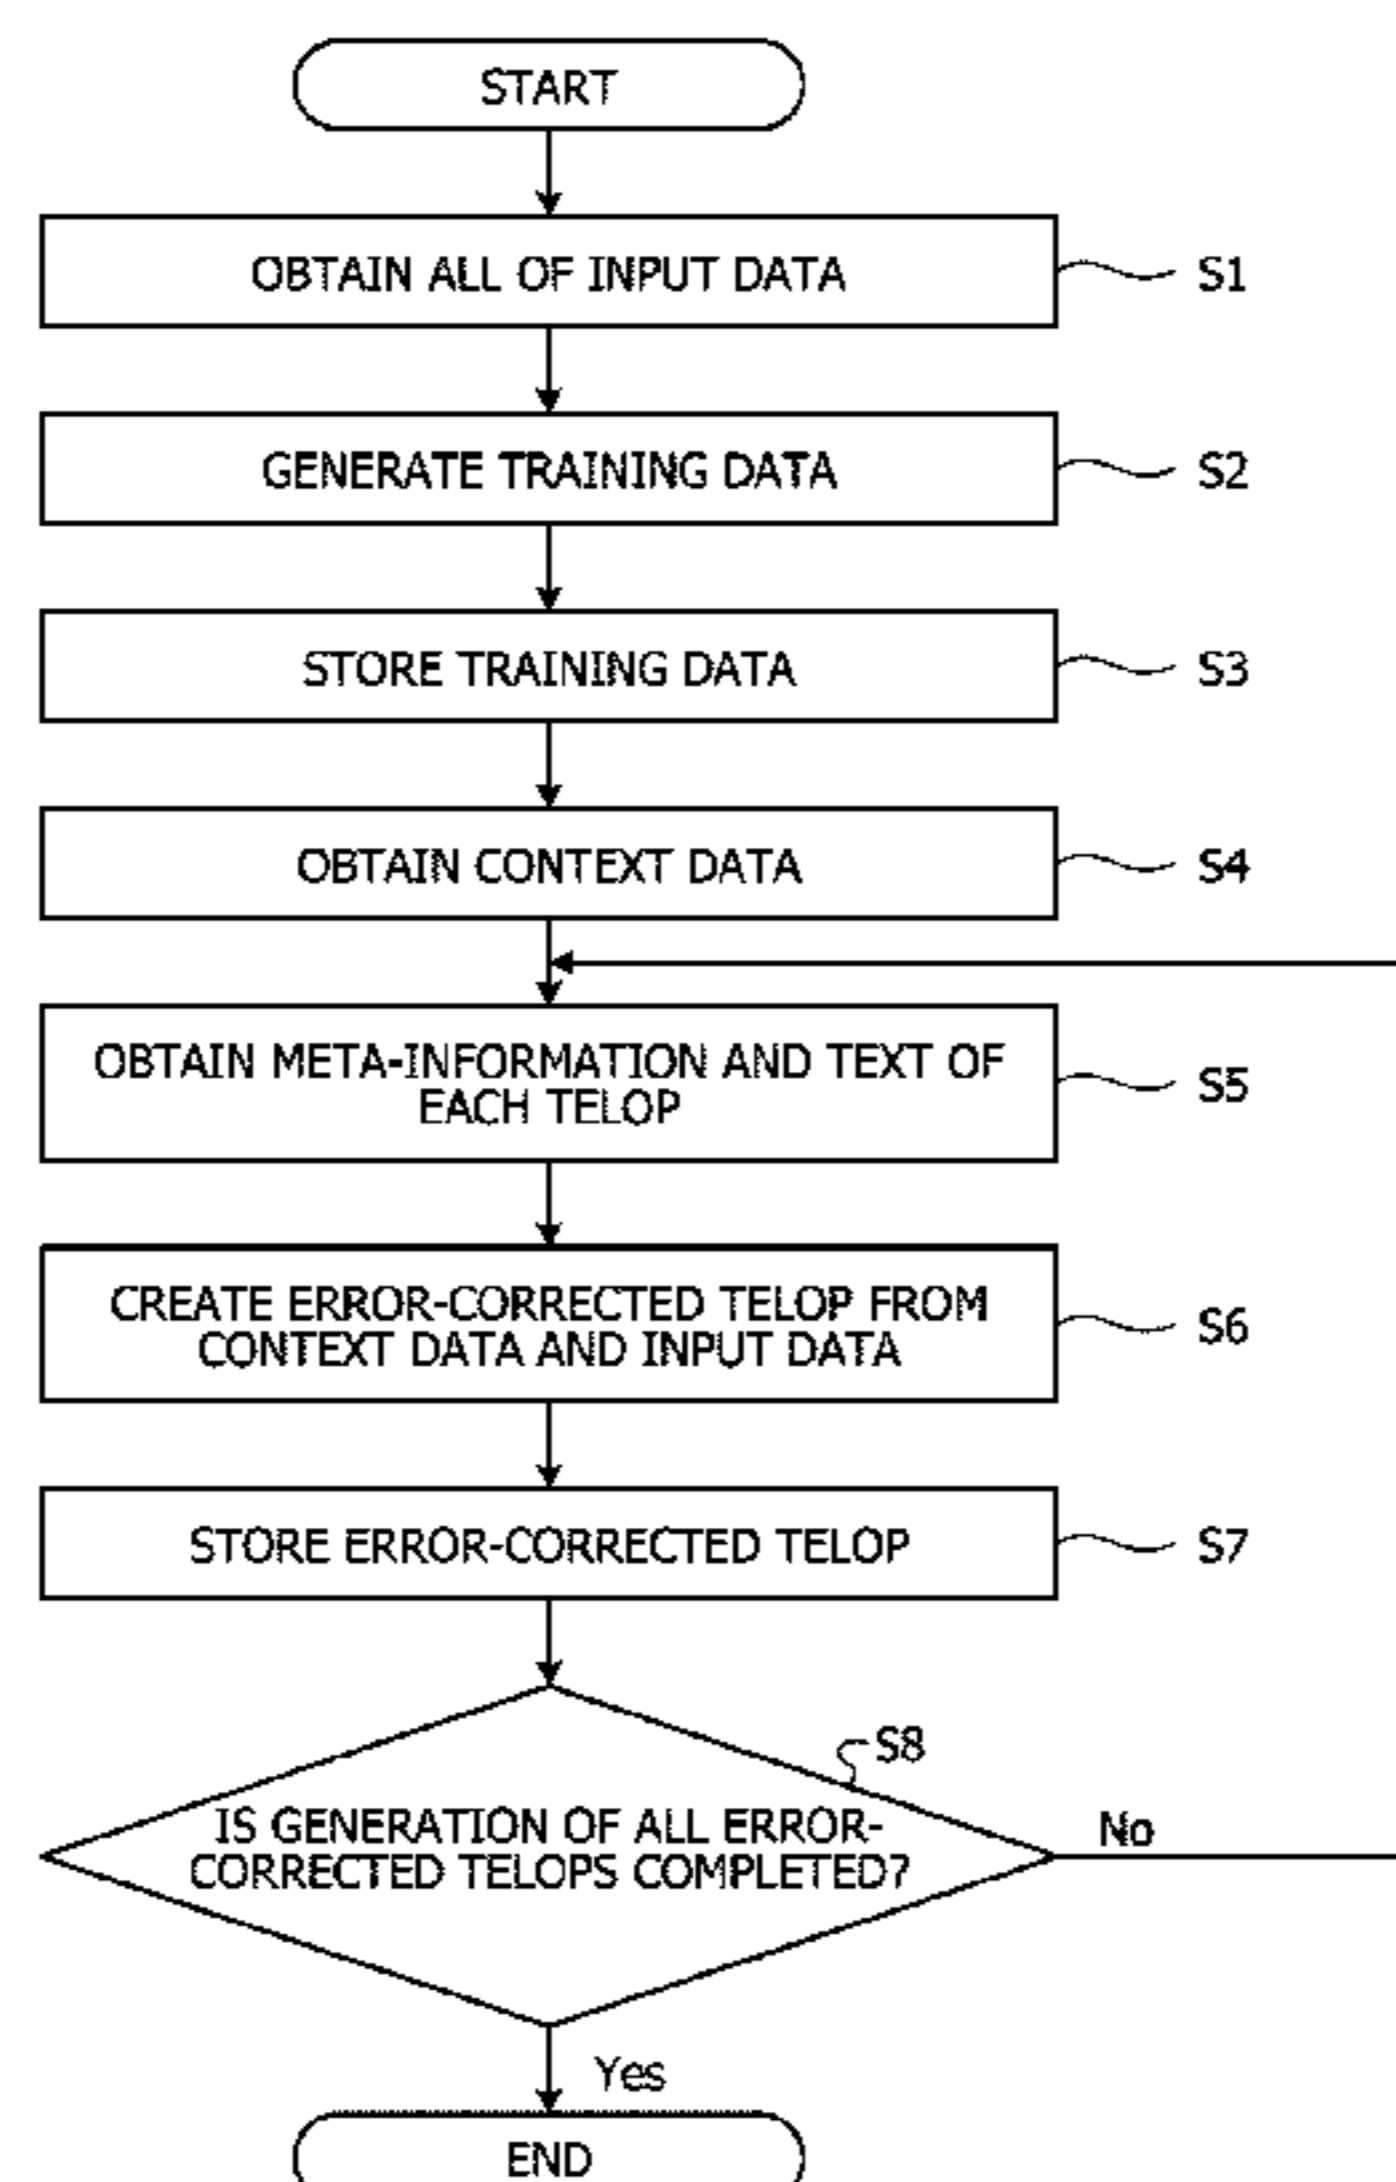 START
OBTAIN ALL OF INPUT DATA
S1
GENERATE TRAINING DATA
S2
STORE TRAINING DATA
S3
OBTAIN CONTEXT DATA
S4
OBTAIN META-INFORMATION AND TEXT OF
EACH TELOP
S5
CREATE ERROR-CORRECTED TELOP FROM
CONTEXT DATA AND INPUT DATA
S6
STORE ERROR-CORRECTED TELOP
S7
S8
IS GENERATION OF ALL ERROR-
CORRECTED TELOPS COMPLETED?
No
Yes
END